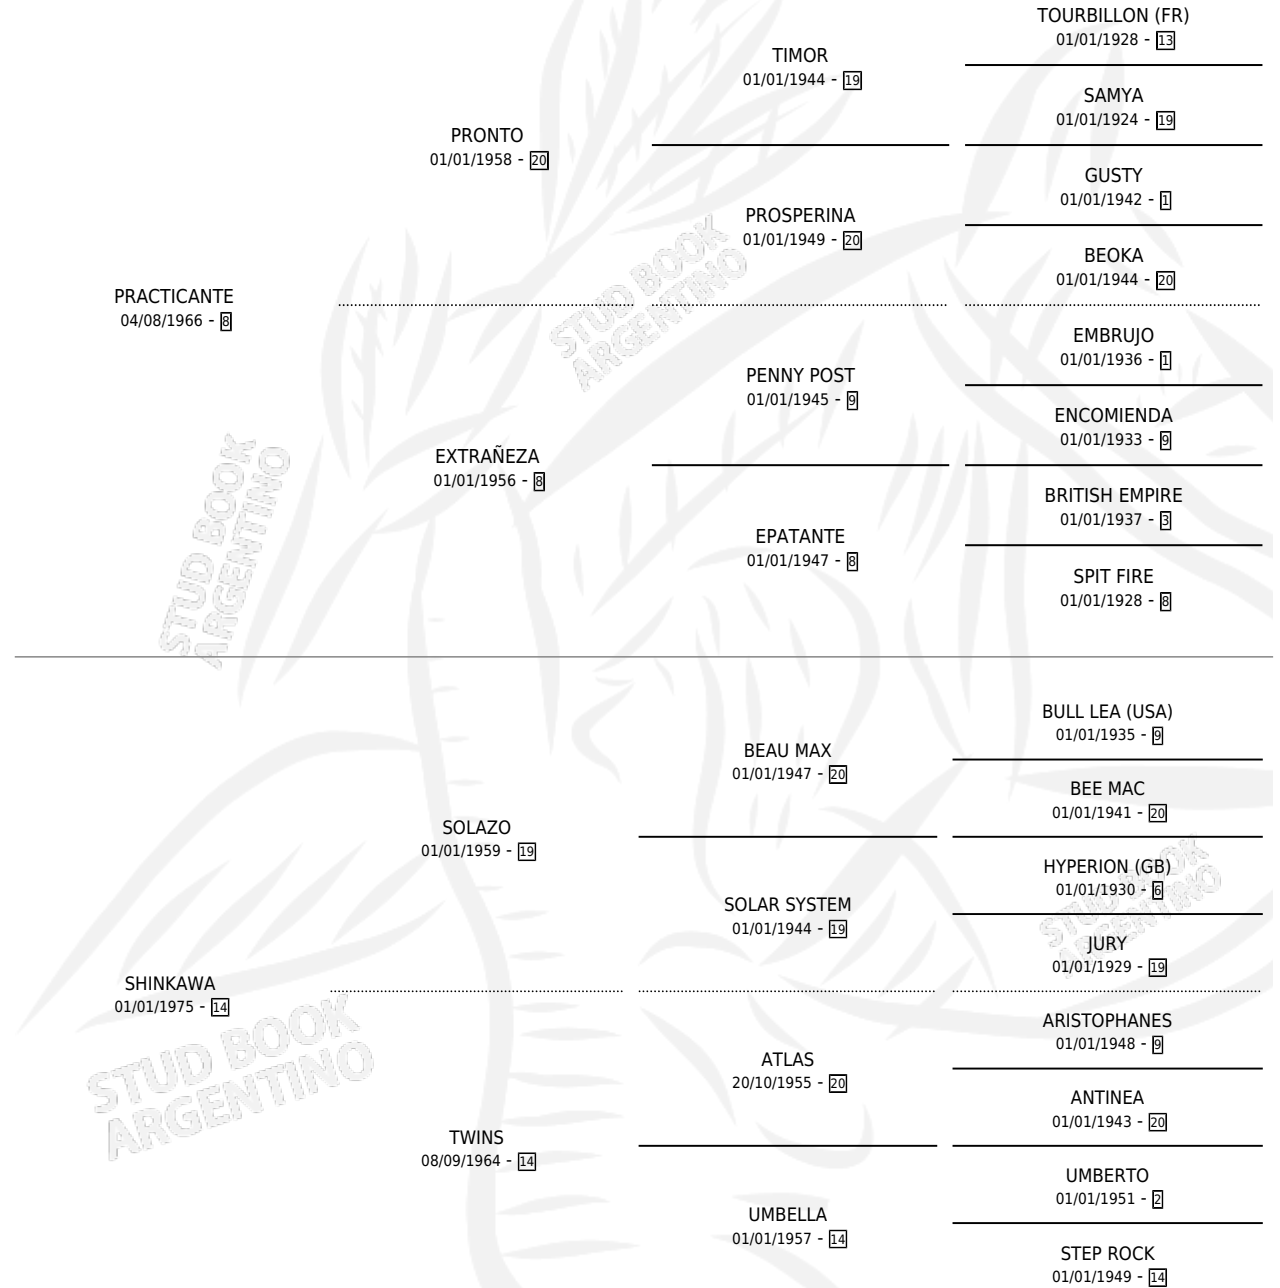 TOURBILLON (FR)
01/01/1928 - 13
TIMOR
01/01/1944 - 19
SAMYA
01/01/1924 - 19
PRONTO
01/01/1958 - 20
GUSTY
01/01/1942 - 1
PROSPERINA
01/01/1949 - 20
BEOKA
01/01/1944 - 20
PRACTICANTE
04/08/1966 - 8
EMBRUJO
01/01/1936 - 1
PENNY POST
01/01/1945 - 9
ENCOMIENDA
01/01/1933 - 9
EXTRAÑEZA
01/01/1956 - 8
BRITISH EMPIRE
01/01/1937 - 3
EPATANTE
01/01/1947 - 8
SPIT FIRE
01/01/1928 - 8
STUD BOOK
ARGENTINO
STUD BOOK
ARGENTINO
BULL LEA (USA)
01/01/1935 - 9
BEAU MAX
01/01/1947 - 20
BEE MAC
01/01/1941 - 20
SOLAZO
01/01/1959 - 19
HYPERION (GB)
01/01/1930 - 6
SOLAR SYSTEM
01/01/1944 - 19
JURY
01/01/1929 - 19
SHINKAWA
01/01/1975 - 14
ARISTOPHANES
01/01/1948 - 9
ATLAS
20/10/1955 - 20
ANTINEA
01/01/1943 - 20
TWINS
08/09/1964 - 14
UMBERTO
01/01/1951 - 2
UMBELLA
01/01/1957 - 14
STEP ROCK
01/01/1949 - 14
STUD BOOK
ARGENTINO
STUD BOOK
ARGENTINO